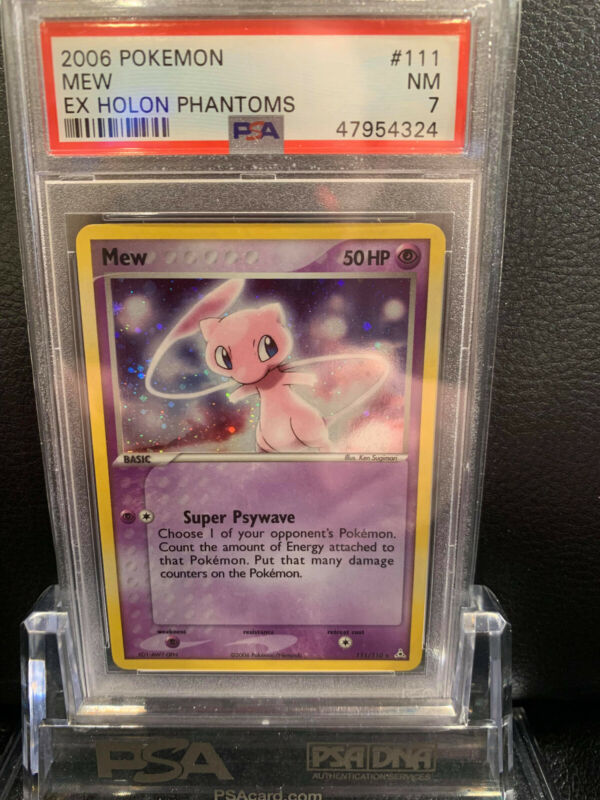 2006 POKEMON #111
MEW NM
EX HOLON PHANTOMS 7
PSA 47954324
Mew 50 HP
BASIC Illus. Ken Sugimori
Super Psywave
Choose 1 of your opponent's Pokémon.
Count the amount of Energy attached to
that Pokémon. Put that many damage
counters on the Pokémon.
weakness resistance retreat cost
©2006 Pokémon/Nintendo 111/110
PSA PSA DNA
AUTHENTICATION SERVICES
PSAcard.com